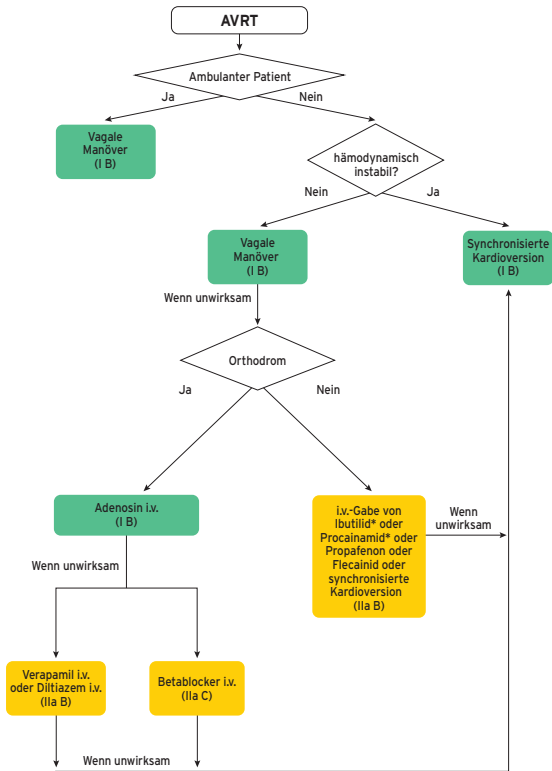 AVRT
Ambulanter Patient
Ja
Nein
Vagale
Manöver
(I B)
hämodynamisch
instabil?
Nein
Ja
Vagale
Manöver
(I B)
Synchronisierte
Kardioversion
(I B)
Wenn unwirksam
Orthodrom
Ja
Nein
Adenosin i.v.
(I B)
i.v.-Gabe von
Ibutilid* oder
Procainamid* oder
Propafenon oder
Flecainid oder
synchronisierte
Kardioversion
(IIa B)
Wenn
unwirksam
Wenn unwirksam
Verapamil i.v.
oder Diltiazem i.v.
(IIa B)
Betablocker i.v.
(IIa C)
Wenn unwirksam